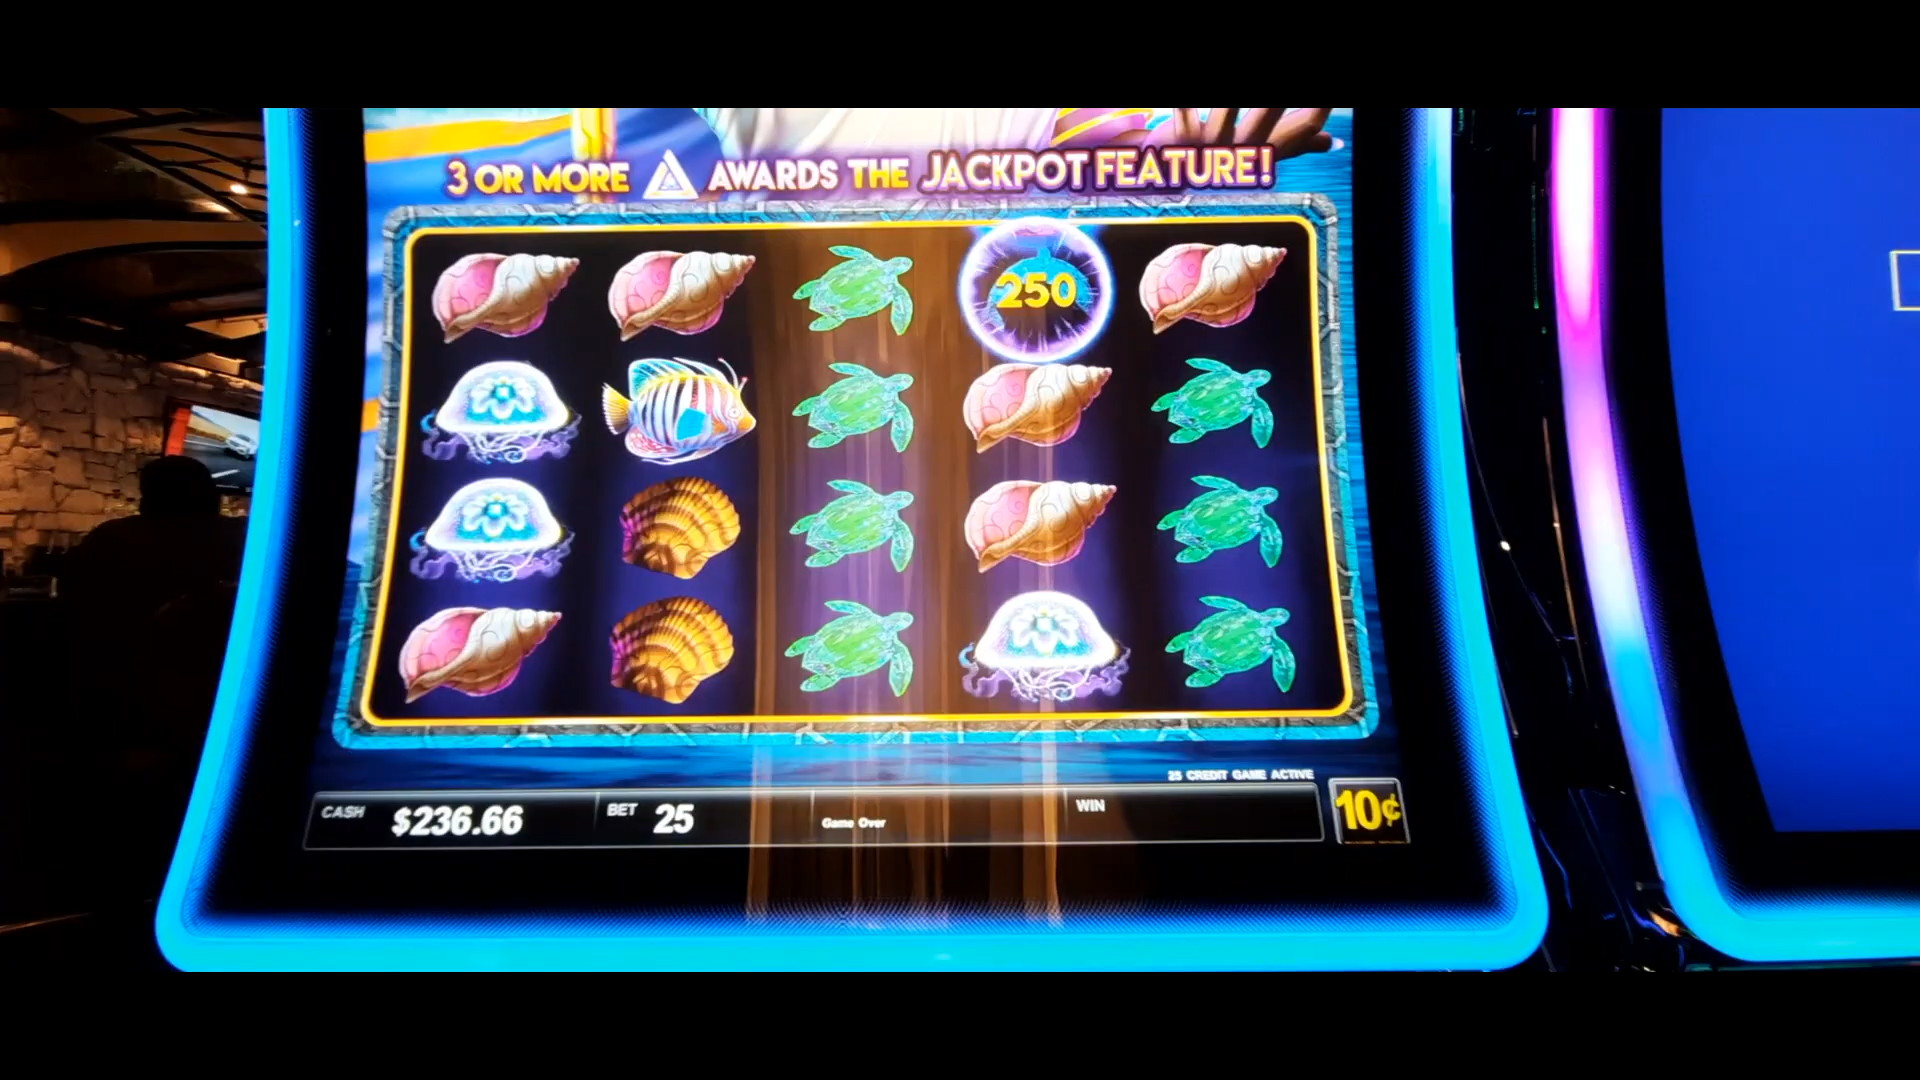 3 OR MORE AWARDS THE JACKPOT FEATURE!
250
25 CREDIT GAME ACTIVE
CASH $236.66 BET 25 Game Over WIN 10¢